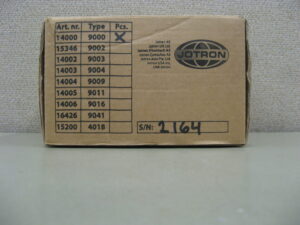 Art. nr. Type Pcs.
14000 9000 X
15246 9002
14002 9003
14003 9004
14004 9009
14005 9011
14006 9016
16426 9041
15200 4018
JOTRON
S/N: 2164